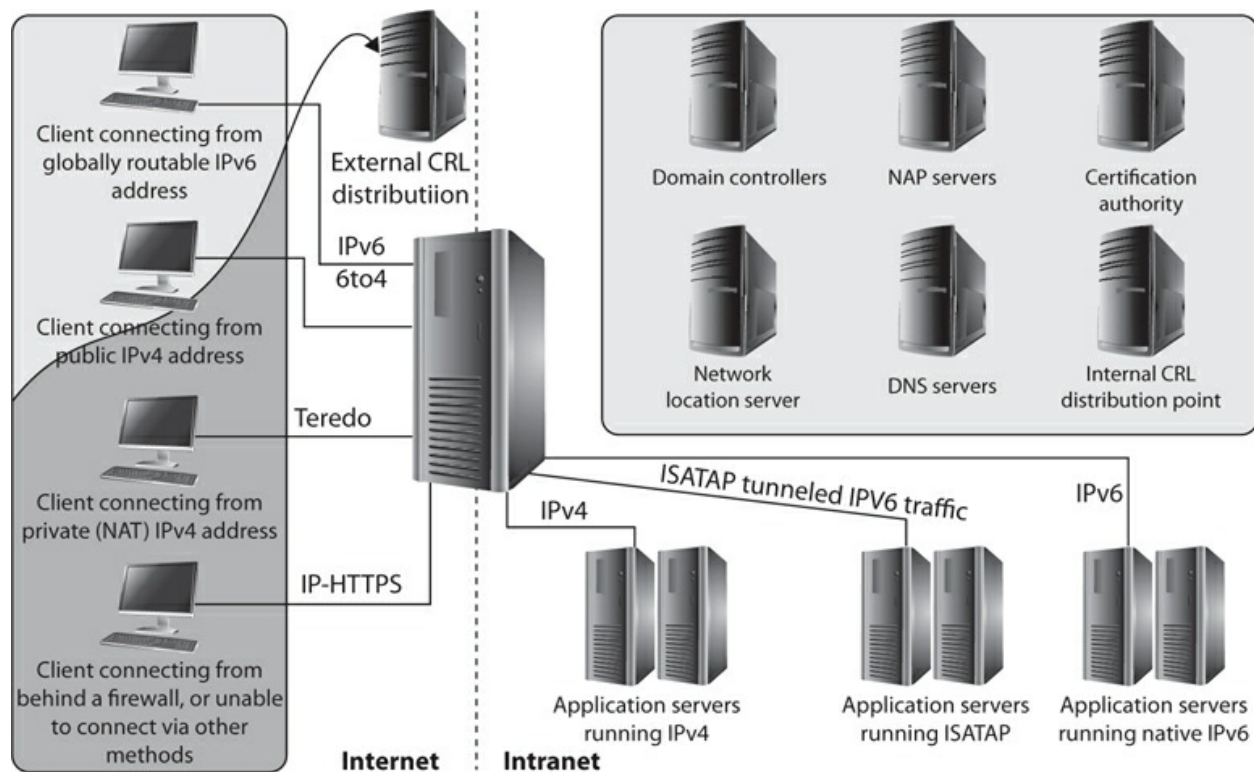 Client connecting from
globally routable IPv6
address
Client connecting from
public IPv4 address
Client connecting from
private (NAT) IPv4 address
Client connecting from
behind a firewall, or unable
to connect via other
methods
External CRL
distributiion
IPv6
6to4
Teredo
IP-HTTPS
Internet
Intranet
Domain controllers
NAP servers
Certification
authority
Network
location server
DNS servers
Internal CRL
distribution point
IPv4
ISATAP tunneled IPV6 traffic
IPv6
Application servers
running IPv4
Application servers
running ISATAP
Application servers
running native IPv6